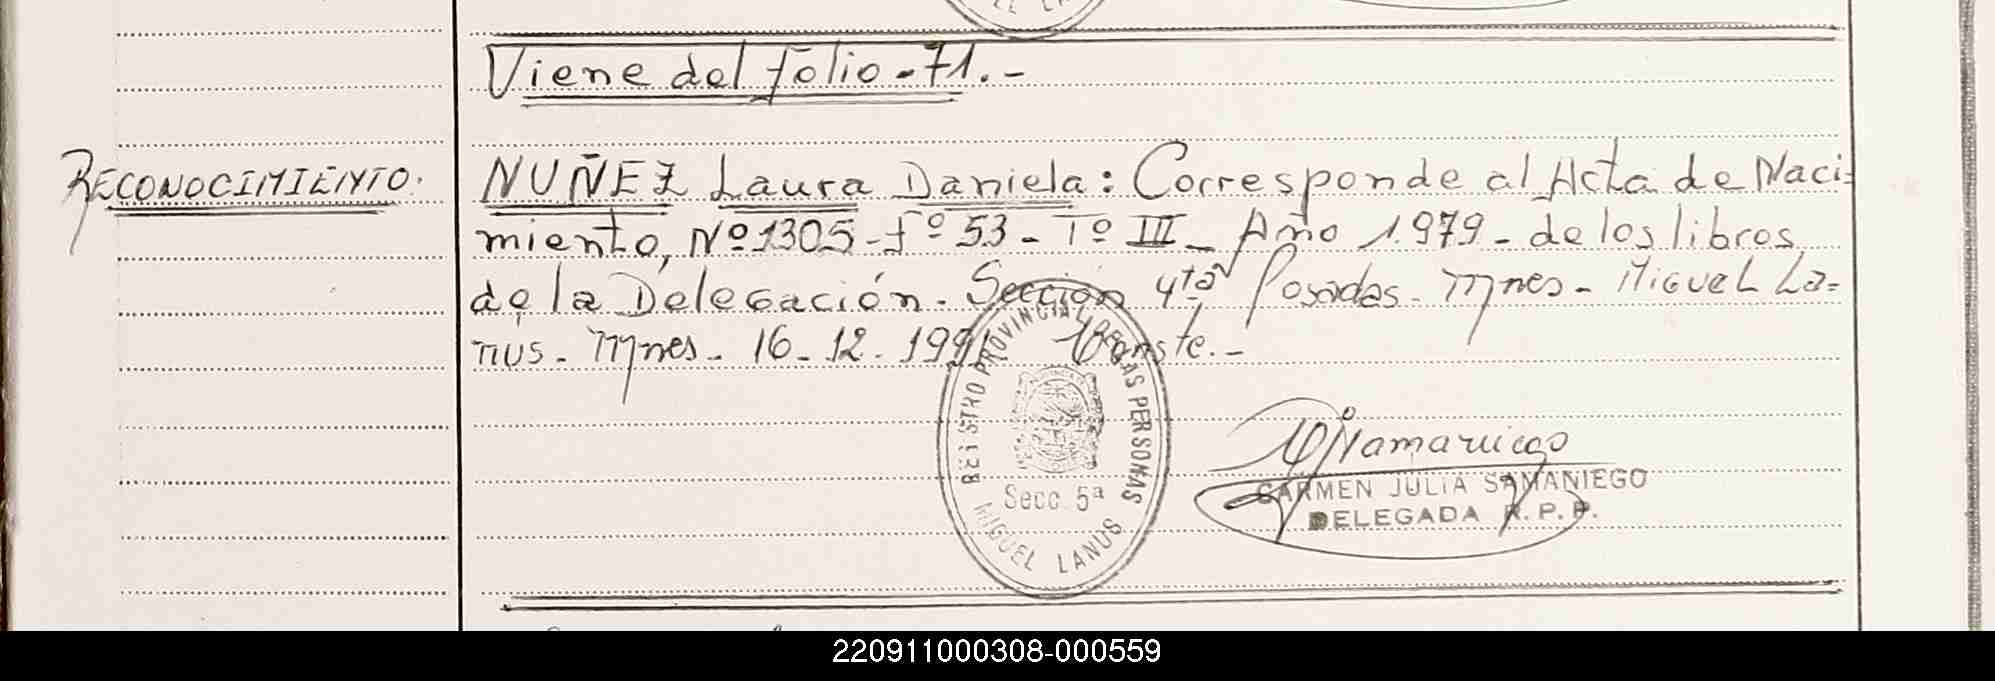 Viene del folio - 71.-
RECONOCIMIENTO.
NUÑEZ Laura Daniela: Corresponde al Acta de Naci-
miento, Nº 1305 - Fº 53 - Tº III - Año 1.979 - de los libros
de la Delegación. Sección 4ta Posadas. Mnes - Miguel La-
nus - Mnes - 16 - 12 - 1991 Conste.-
REGISTRO PROVINCIAL DE LAS PERSONAS
Secc. 5ª
MIGUEL LANUS
CARMEN JULIA SAMANIEGO
DELEGADA R.P.P.
220911000308-000559